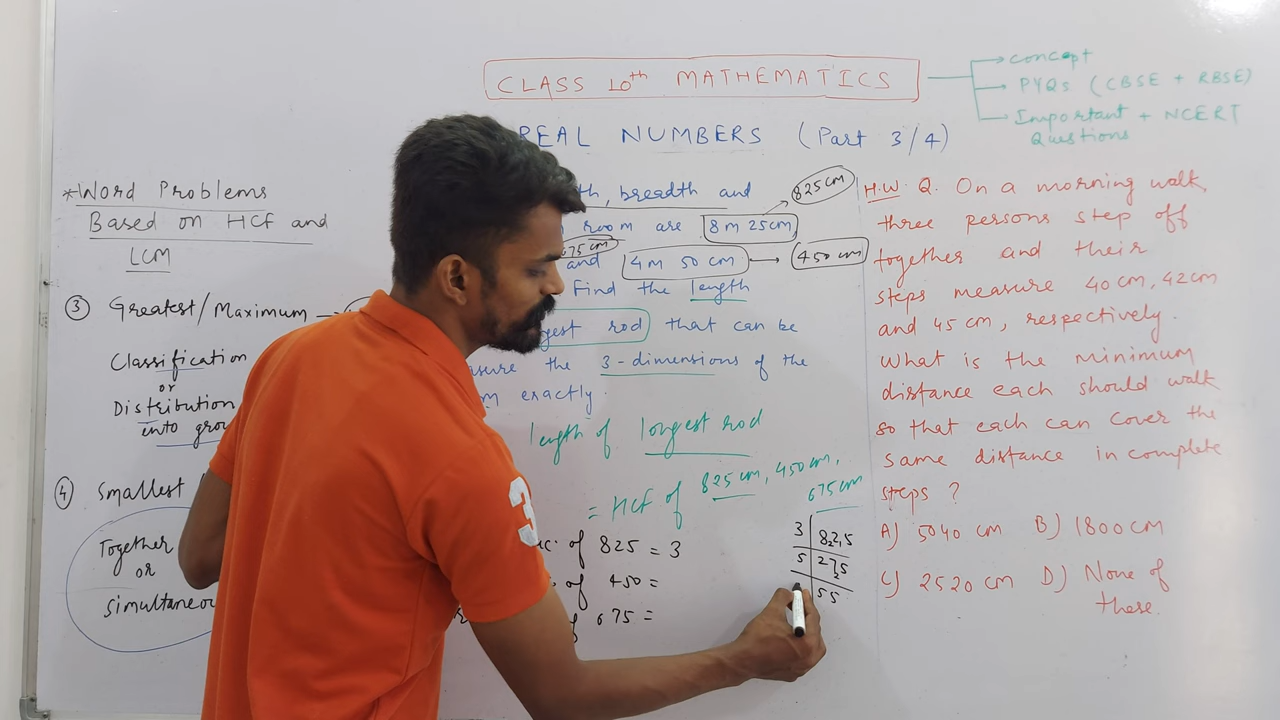 CLASS 10th MATHEMATICS
concept
PYQs (CBSE + RBSE)
Important + NCERT
Questions
REAL NUMBERS (Part 3/4)
*Word Problems
Based on HCF and
LCM
③ Greatest/Maximum
Classification
or
Distribution
into
④ Smallest
Together
or
breadth and
825 cm
room are 8 m 25 cm
675 cm
and 4 m 50 cm → 450 cm
Find the length
rod that can be
the 3-dimensions of the
exactly.
length of longest rod
= HCF of 825 cm, 450 cm,
675 cm
of 825 = 3
of 450 =
675 =
3 825
5 275
55
H.W. Q. On a morning walk,
three persons step off
together and their
steps measure 40 cm, 42 cm
and 45 cm, respectively.
What is the minimum
distance each should walk
so that each can cover the
same distance in complete
steps ?
A) 5040 cm B) 1800 cm
C) 2520 cm D) None of
these.
3